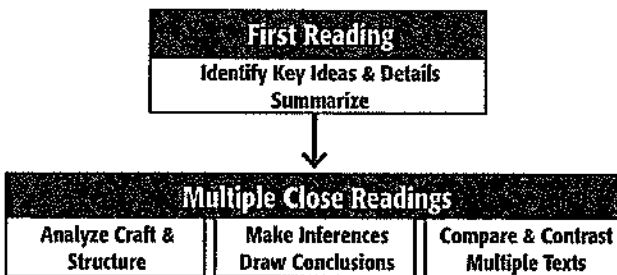 First Reading
Identify Key Ideas & Details
Summarize
Multiple Close Readings
Analyze Craft &
Structure
Make Inferences
Draw Conclusions
Compare & Contrast
Multiple Texts